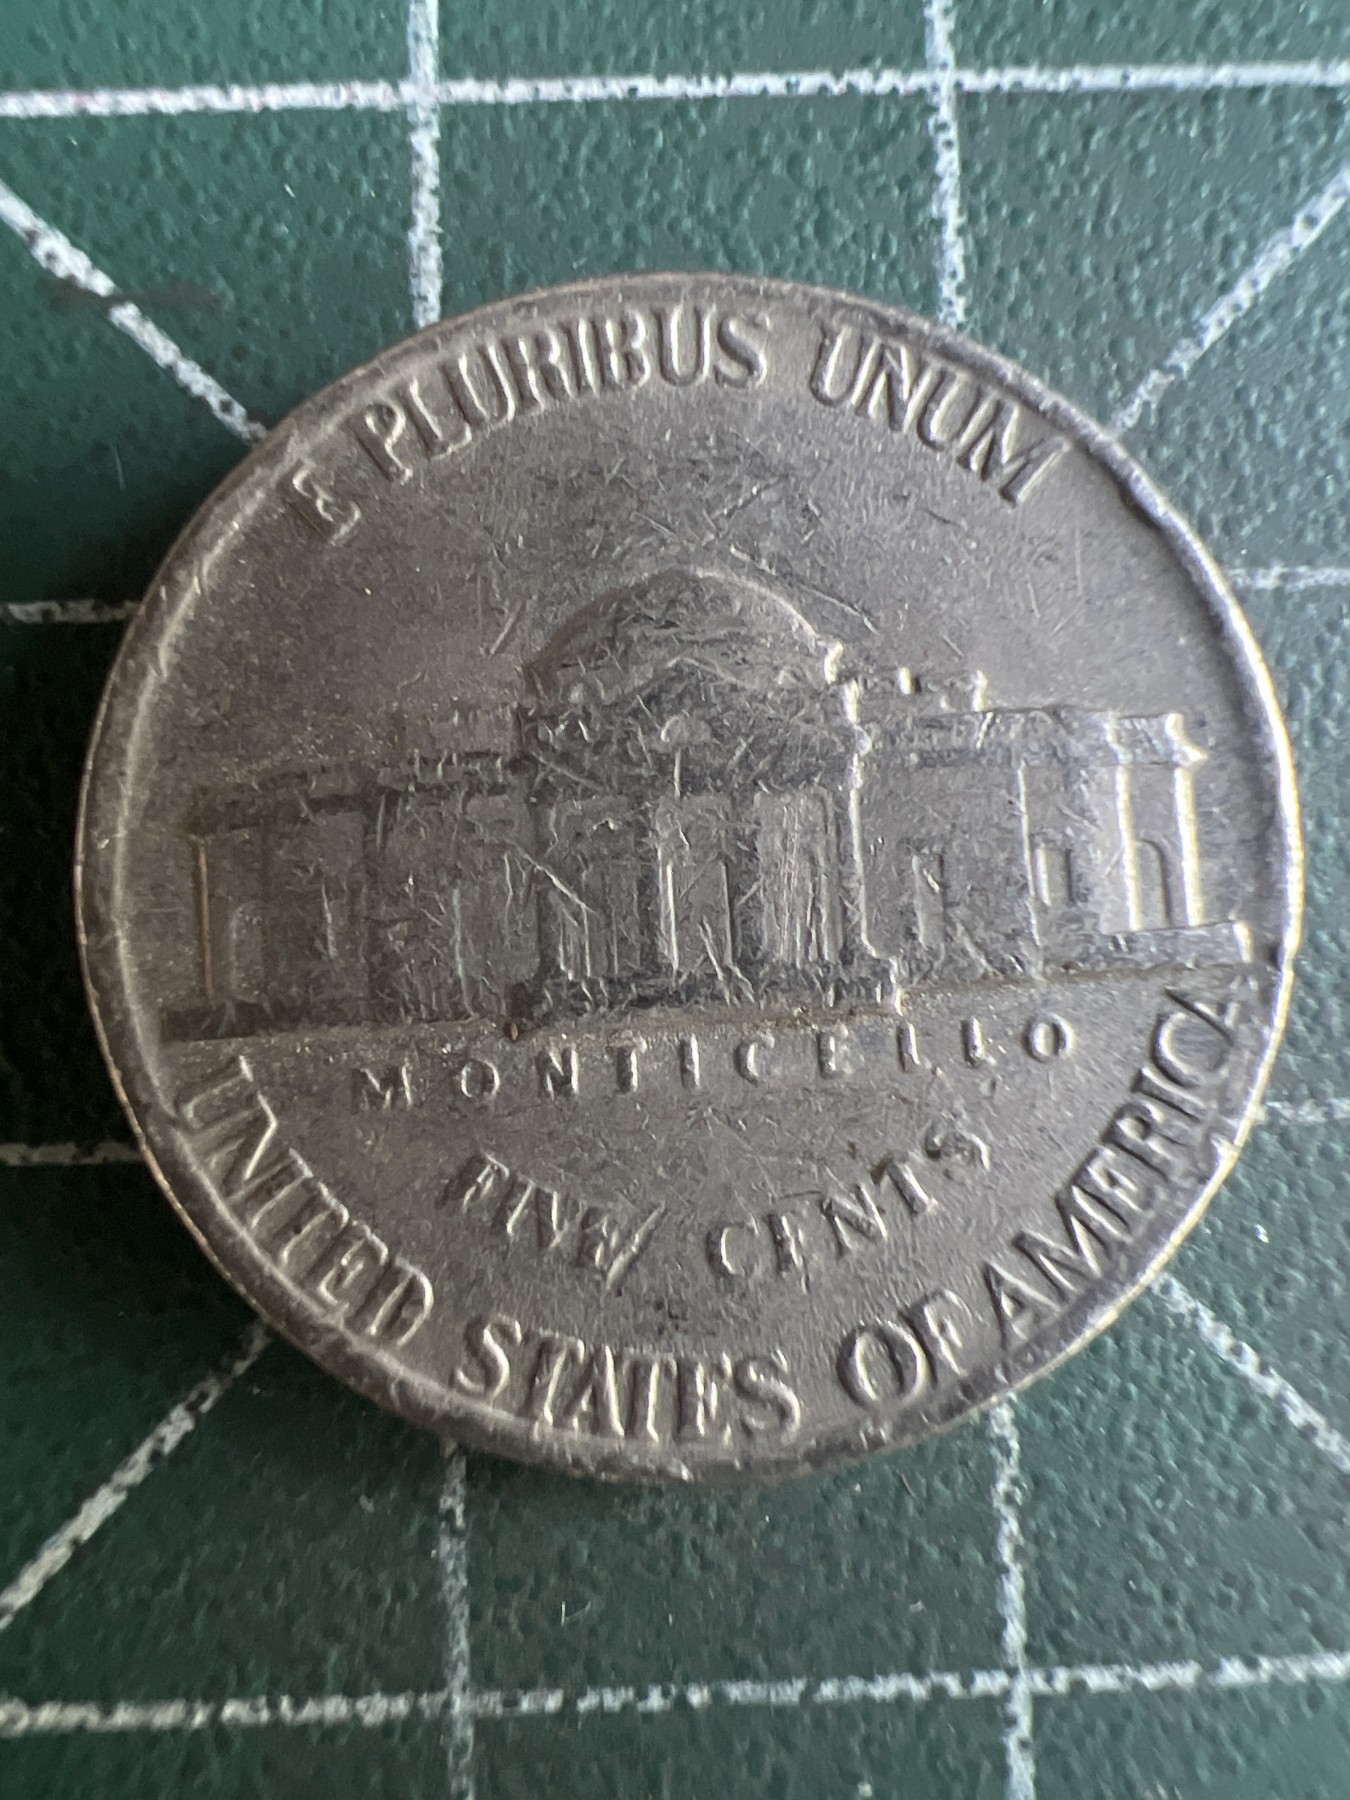 E PLURIBUS UNUM
MONTICELLO
FIVE CENTS
UNITED STATES OF AMERICA